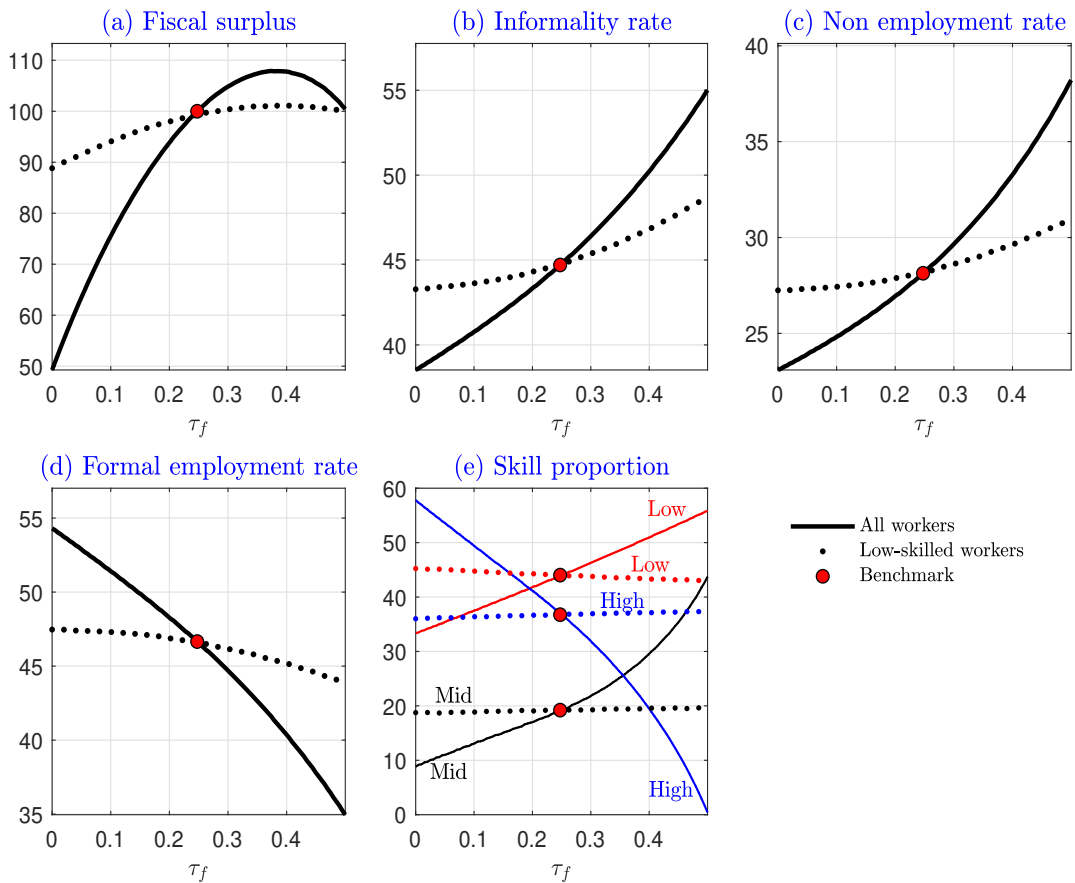 (a) Fiscal surplus
(b) Informality rate
(c) Non employment rate
110
100
90
80
70
60
50
0 0.1 0.2 0.3 0.4
τf
55
50
45
40
0 0.1 0.2 0.3 0.4
τf
40
35
30
25
0 0.1 0.2 0.3 0.4
τf
(d) Formal employment rate
(e) Skill proportion
55
50
45
40
35
0 0.1 0.2 0.3 0.4
τf
60
50
40
30
20
10
0
0 0.1 0.2 0.3 0.4
τf
Low
Low
High
Mid
Mid
High
All workers
Low-skilled workers
Benchmark